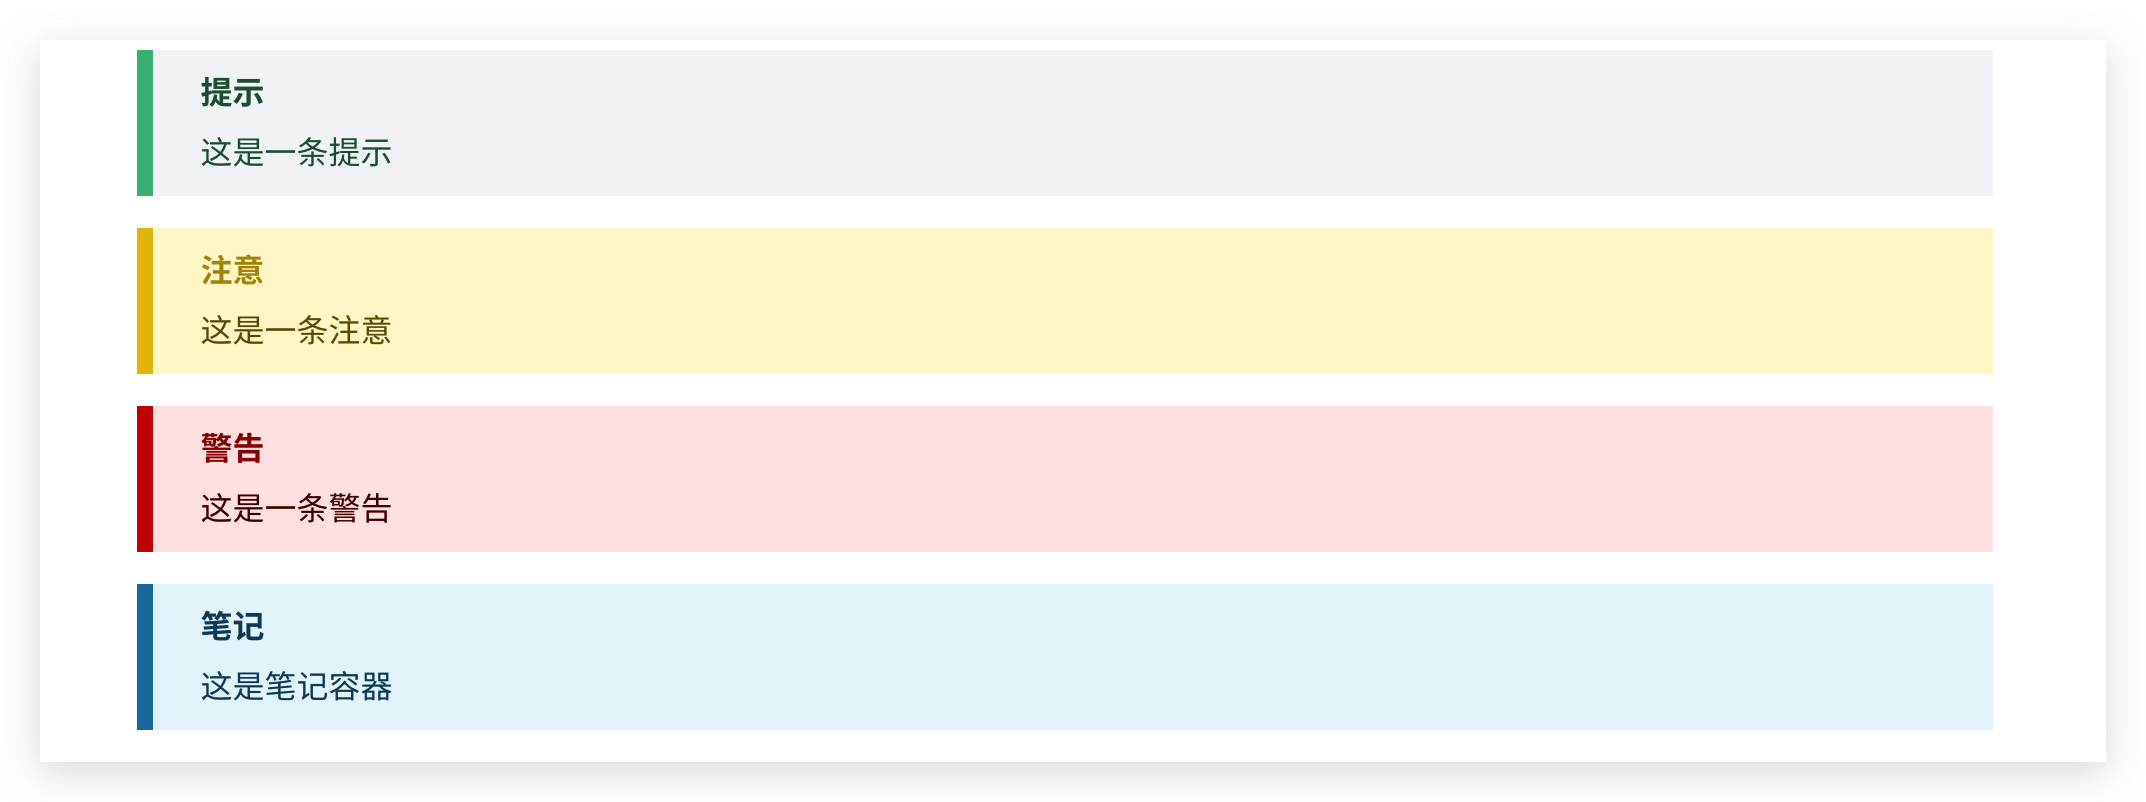 提示
这是一条提示
注意
这是一条注意
警告
这是一条警告
笔记
这是笔记容器